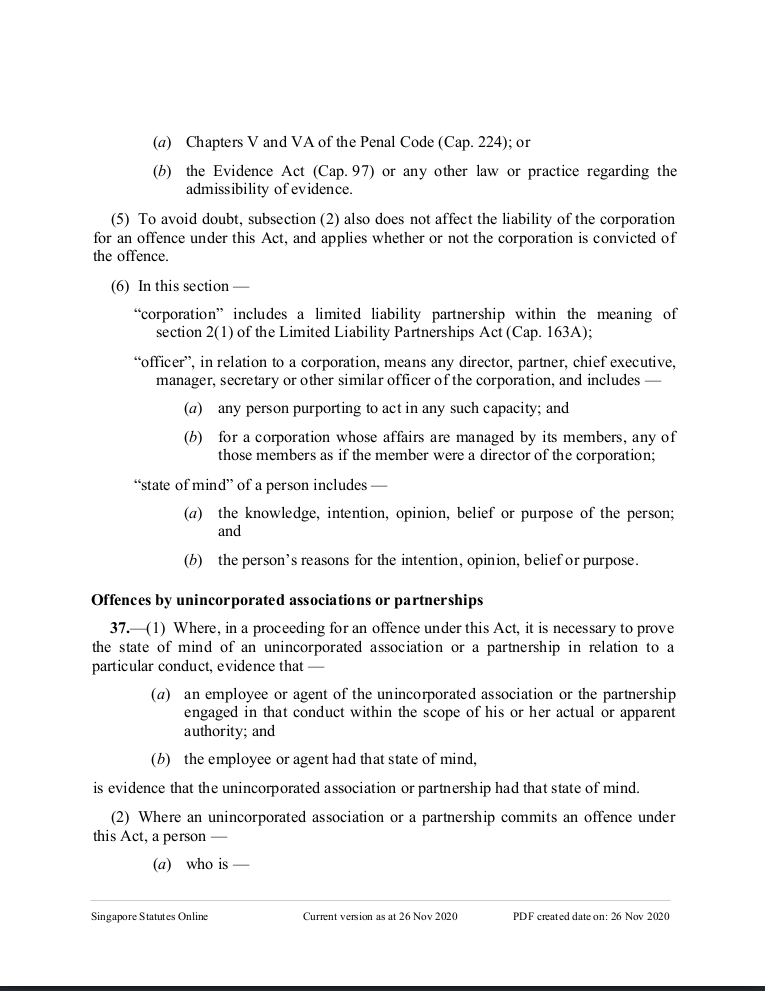 (a) Chapters V and VA of the Penal Code (Cap. 224); or
(b) the Evidence Act (Cap. 97) or any other law or practice regarding the
admissibility of evidence.
(5) To avoid doubt, subsection (2) also does not affect the liability of the corporation
for an offence under this Act, and applies whether or not the corporation is convicted of
the offence.
(6) In this section —
“corporation” includes a limited liability partnership within the meaning of
section 2(1) of the Limited Liability Partnerships Act (Cap. 163A);
“officer”, in relation to a corporation, means any director, partner, chief executive,
manager, secretary or other similar officer of the corporation, and includes —
(a) any person purporting to act in any such capacity; and
(b) for a corporation whose affairs are managed by its members, any of
those members as if the member were a director of the corporation;
“state of mind” of a person includes —
(a) the knowledge, intention, opinion, belief or purpose of the person;
and
(b) the person’s reasons for the intention, opinion, belief or purpose.
Offences by unincorporated associations or partnerships
37.—(1) Where, in a proceeding for an offence under this Act, it is necessary to prove
the state of mind of an unincorporated association or a partnership in relation to a
particular conduct, evidence that —
(a) an employee or agent of the unincorporated association or the partnership
engaged in that conduct within the scope of his or her actual or apparent
authority; and
(b) the employee or agent had that state of mind,
is evidence that the unincorporated association or partnership had that state of mind.
(2) Where an unincorporated association or a partnership commits an offence under
this Act, a person —
(a) who is —
Singapore Statutes Online Current version as at 26 Nov 2020 PDF created date on: 26 Nov 2020